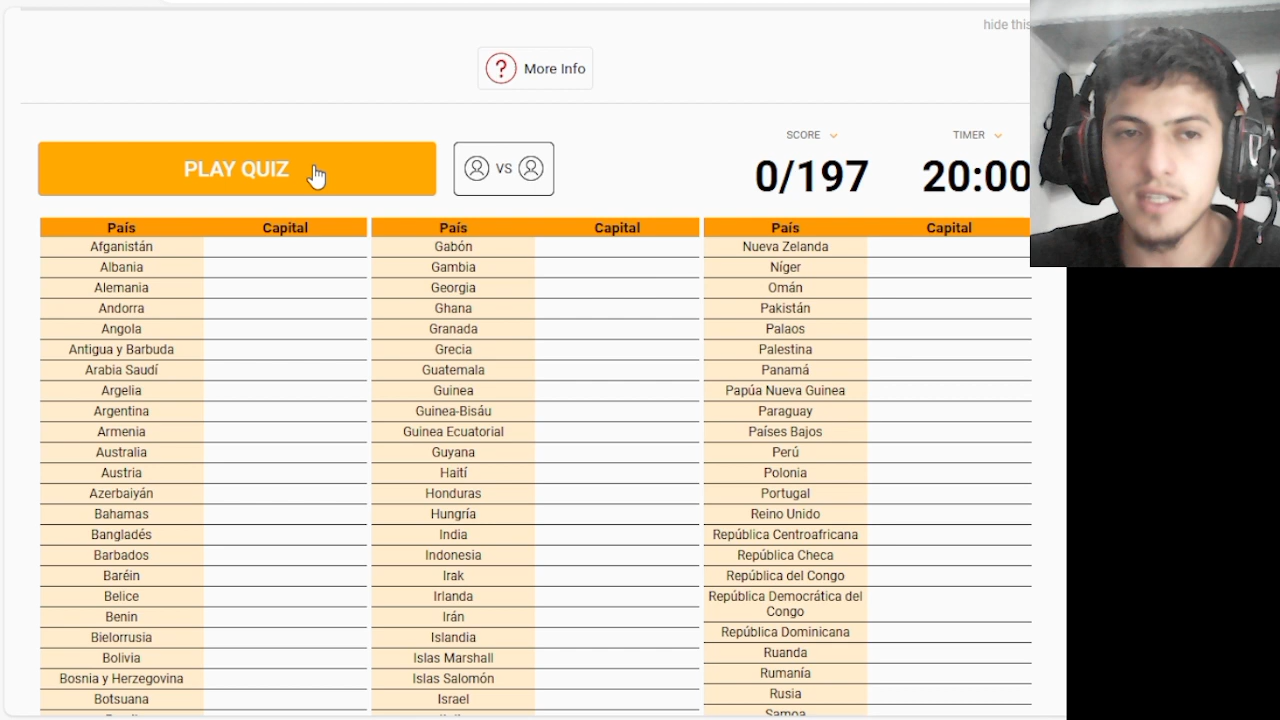 hide this
More Info
SCORE
TIMER
PLAY QUIZ
VS
0/197
20:00
País Capital
Afganistán
Albania
Alemania
Andorra
Angola
Antigua y Barbuda
Arabia Saudí
Argelia
Argentina
Armenia
Australia
Austria
Azerbaiyán
Bahamas
Bangladés
Barbados
Baréin
Belice
Benin
Bielorrusia
Bolivia
Bosnia y Herzegovina
Botsuana
País Capital
Gabón
Gambia
Georgia
Ghana
Granada
Grecia
Guatemala
Guinea
Guinea-Bisáu
Guinea Ecuatorial
Guyana
Haití
Honduras
Hungría
India
Indonesia
Irak
Irlanda
Irán
Islandia
Islas Marshall
Islas Salomón
Israel
País Capital
Nueva Zelanda
Níger
Omán
Pakistán
Palaos
Palestina
Panamá
Papúa Nueva Guinea
Paraguay
Países Bajos
Perú
Polonia
Portugal
Reino Unido
República Centroafricana
República Checa
República del Congo
República Democrática del
Congo
República Dominicana
Ruanda
Rumanía
Rusia
Samoa